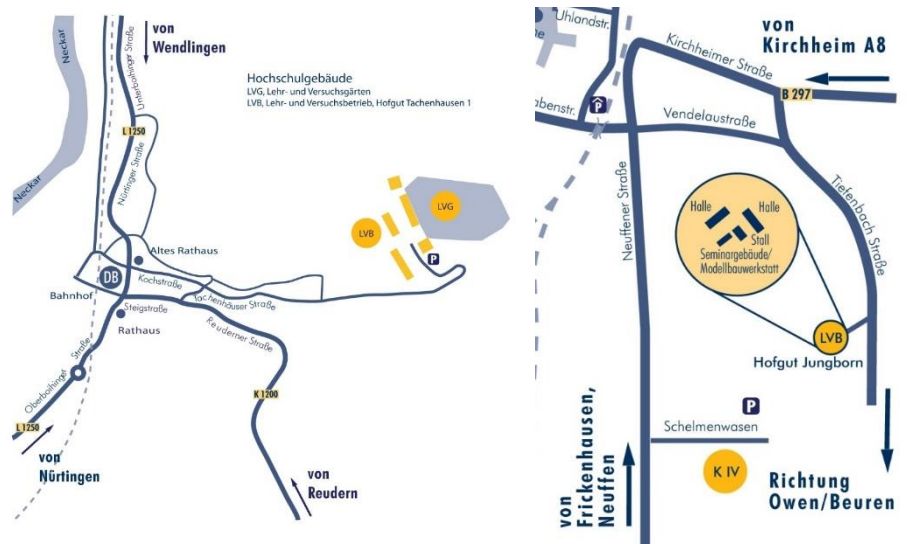 von
Wendlingen
Neckar
Neckar
Unterboihinger Straße
L 1250
Nürtinger Straße
Hochschulgebäude
LVG, Lehr- und Versuchsgärten
LVB, Lehr- und Versuchsbetrieb, Hofgut Tachenhausen 1
LVG
LVB
P
Altes Rathaus
DB
Bahnhof
Kochstraße
Tachenhäuser Straße
Steigstraße
Rathaus
Reuderner Straße
Oberboihinger Straße
K 1200
L 1250
von
Nürtingen
von
Reudern
Uhlandstr.
von
Kirchheim A8
Kirchheimer Straße
B 297
P
abenstr.
Vendelaustraße
Neuffener Straße
Tiefenbach Straße
Halle
Halle
Stall
Seminargebäude/
Modellbauwerkstatt
LVB
Hofgut Jungborn
P
Schelmenwasen
K IV
von
Frickenhausen,
Neuffen
Richtung
Owen/Beuren